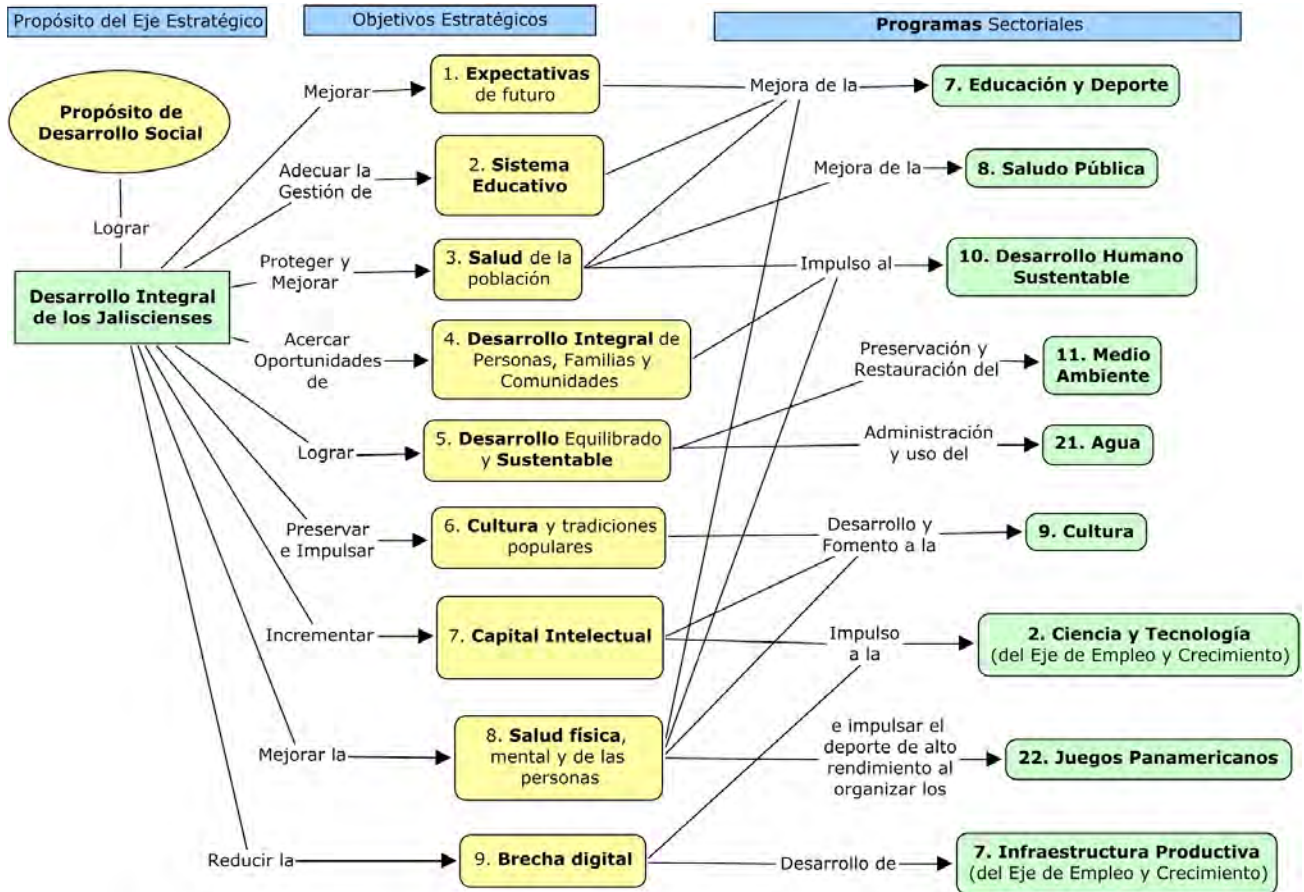 Propósito del Eje Estratégico
Objetivos Estratégicos
Programas Sectoriales
Propósito de
Desarrollo Social
Lograr
Desarrollo Integral
de los Jaliscienses
Mejorar
1. Expectativas
de futuro
Mejora de la
7. Educación y Deporte
Adecuar la
Gestión de
2. Sistema
Educativo
Mejora de la
8. Saludo Pública
Proteger y
Mejorar
3. Salud de la
población
Impulso al
10. Desarrollo Humano
Sustentable
Acercar
Oportunidades
de
4. Desarrollo Integral de
Personas, Familias y
Comunidades
Preservación y
Restauración del
11. Medio
Ambiente
Lograr
5. Desarrollo Equilibrado
y Sustentable
Administración
y uso del
21. Agua
Preservar
e Impulsar
6. Cultura y tradiciones
populares
Desarrollo y
Fomento a la
9. Cultura
Incrementar
7. Capital Intelectual
Impulso
a la
2. Ciencia y Tecnología
(del Eje de Empleo y Crecimiento)
Mejorar la
8. Salud física,
mental y de las
personas
e impulsar el
deporte de alto
rendimiento al
organizar los
22. Juegos Panamericanos
Reducir la
9. Brecha digital
Desarrollo de
7. Infraestructura Productiva
(del Eje de Empleo y Crecimiento)